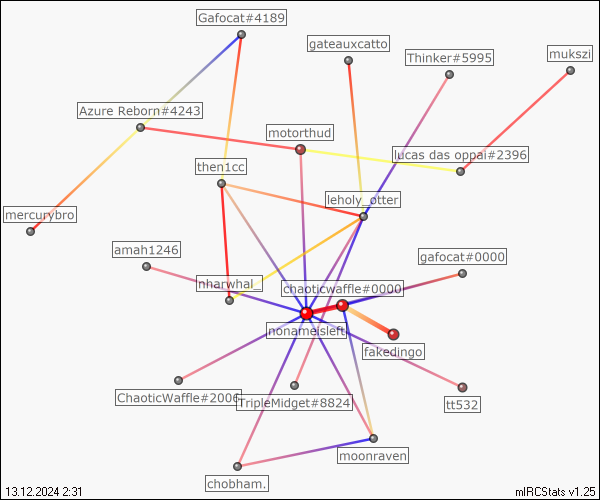 Gafocat#4189
gateauxcatto
Thinker#5995
mukszi
Azure Reborn#4243
motorthud
lucas das oppai#2396
then1cc
leholy_otter
mercurybro
amah1246
gafocat#0000
nharwhal_
chaoticwaffle#0000
nonameisleft
fakedingo
ChaoticWaffle#2006
TripleMidget#8824
tt532
moonraven
chobham.
13.12.2024 2:31
mIRCStats v1.25